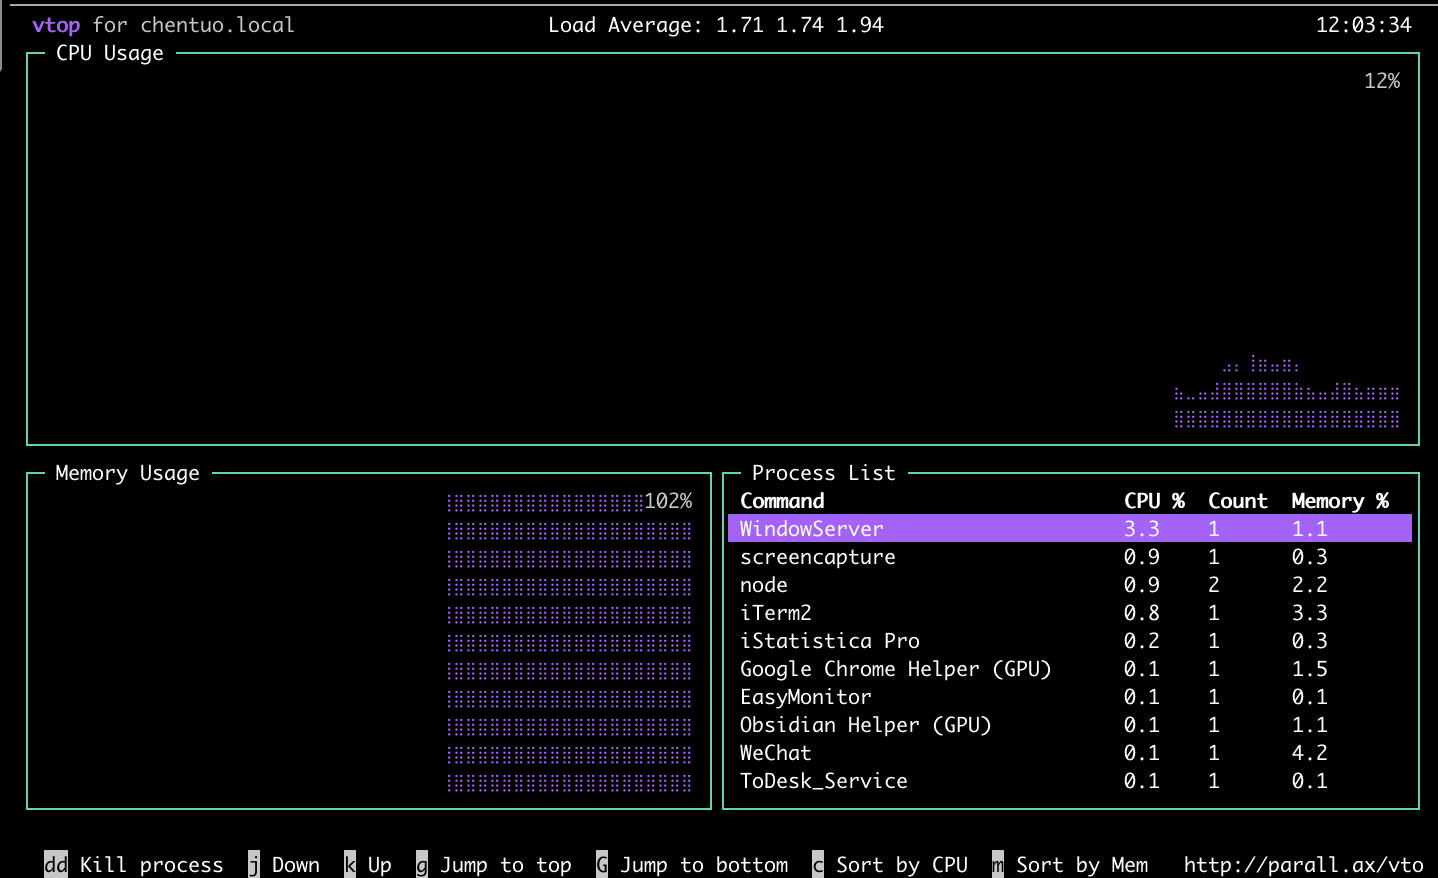 vtop for chentuo.local Load Average: 1.71 1.74 1.94 12:03:34
CPU Usage
12%
Memory Usage
102%
Process List
Command CPU % Count Memory %
WindowServer 3.3 1 1.1
screencapture 0.9 1 0.3
node 0.9 2 2.2
iTerm2 0.8 1 3.3
iStatistica Pro 0.2 1 0.3
Google Chrome Helper (GPU) 0.1 1 1.5
EasyMonitor 0.1 1 0.1
Obsidian Helper (GPU) 0.1 1 1.1
WeChat 0.1 1 4.2
ToDesk_Service 0.1 1 0.1
dd Kill process j Down k Up g Jump to top G Jump to bottom c Sort by CPU m Sort by Mem http://parall.ax/vto